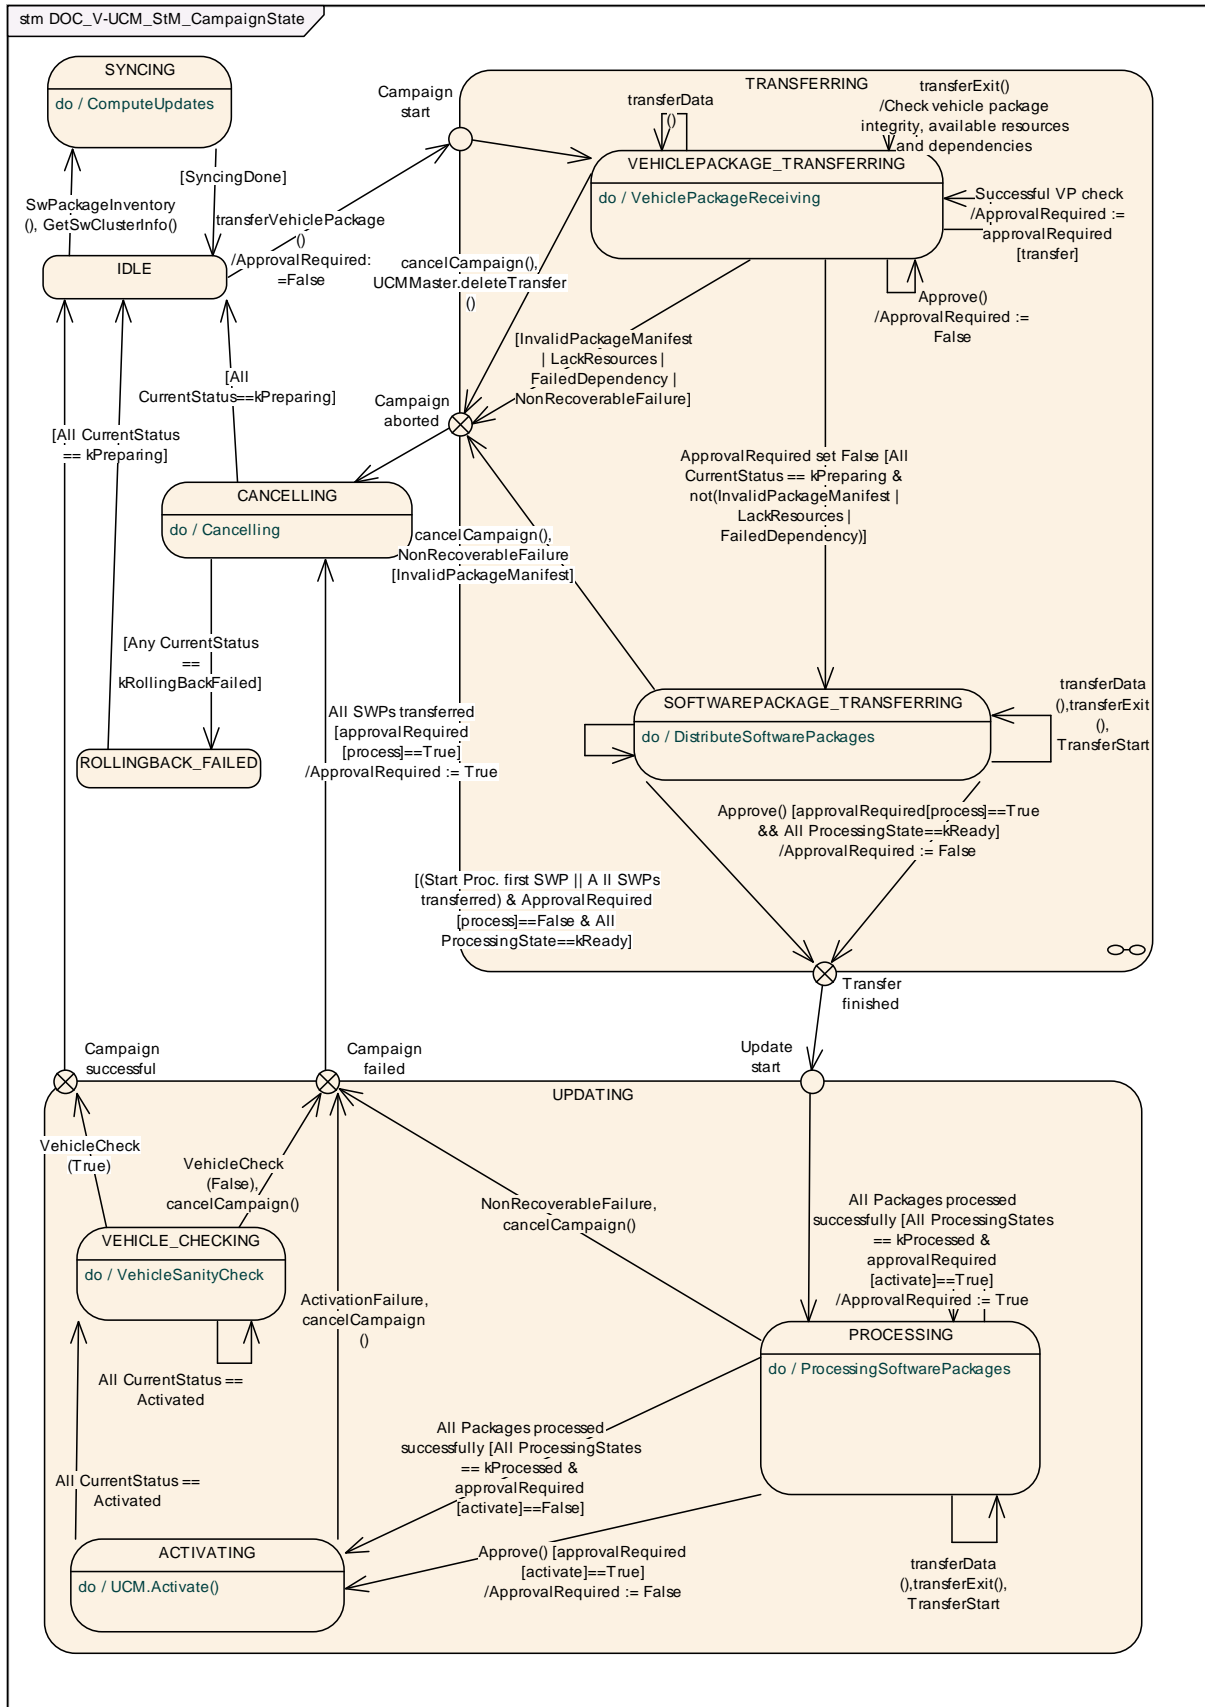 stm DOC_V-UCM_StM_CampaignState
SYNCING
do / ComputeUpdates
Campaign
start
TRANSFERRING
transferData
()
transferExit()
/Check vehicle package
integrity, available resources
and dependencies
VEHICLEPACKAGE_TRANSFERRING
do / VehiclePackageReceiving
[SyncingDone]
SwPackageInventory
(), GetSwClusterInfo()
transferVehiclePackage
()
/ApprovalRequired:
=False
Successful VP check
/ApprovalRequired :=
approvalRequired
[transfer]
IDLE
cancelCampaign(),
UCMMaster.deleteTransfer
()
Approve()
/ApprovalRequired :=
False
[InvalidPackageManifest
| LackResources |
FailedDependency |
NonRecoverableFailure]
[All
CurrentStatus==kPreparing]
Campaign
aborted
[All CurrentStatus
== kPreparing]
ApprovalRequired set False [All
CurrentStatus == kPreparing &
not(InvalidPackageManifest |
LackResources |
FailedDependency)]
CANCELLING
do / Cancelling
cancelCampaign(),
NonRecoverableFailure
[InvalidPackageManifest]
[Any CurrentStatus
==
kRollingBackFailed]
All SWPs transferred
[approvalRequired
[process]==True]
/ApprovalRequired := True
SOFTWAREPACKAGE_TRANSFERRING
do / DistributeSoftwarePackages
transferData
(),transferExit
(),
TransferStart
ROLLINGBACK_FAILED
Approve() [approvalRequired[process]==True
&& All ProcessingState==kReady]
/ApprovalRequired := False
[(Start Proc. first SWP || A ll SWPs
transferred) & ApprovalRequired
[process]==False & All
ProcessingState==kReady]
Transfer
finished
Campaign
successful
Campaign
failed
Update
start
UPDATING
VehicleCheck
(True)
VehicleCheck
(False),
cancelCampaign()
NonRecoverableFailure,
cancelCampaign()
All Packages processed
successfully [All ProcessingStates
== kProcessed &
approvalRequired
[activate]==True]
/ApprovalRequired := True
VEHICLE_CHECKING
do / VehicleSanityCheck
ActivationFailure,
cancelCampaign
()
PROCESSING
do / ProcessingSoftwarePackages
All CurrentStatus ==
Activated
All Packages processed
successfully [All ProcessingStates
== kProcessed &
approvalRequired
[activate]==False]
All CurrentStatus ==
Activated
ACTIVATING
do / UCM.Activate()
Approve() [approvalRequired
[activate]==True]
/ApprovalRequired := False
transferData
(),transferExit(),
TransferStart